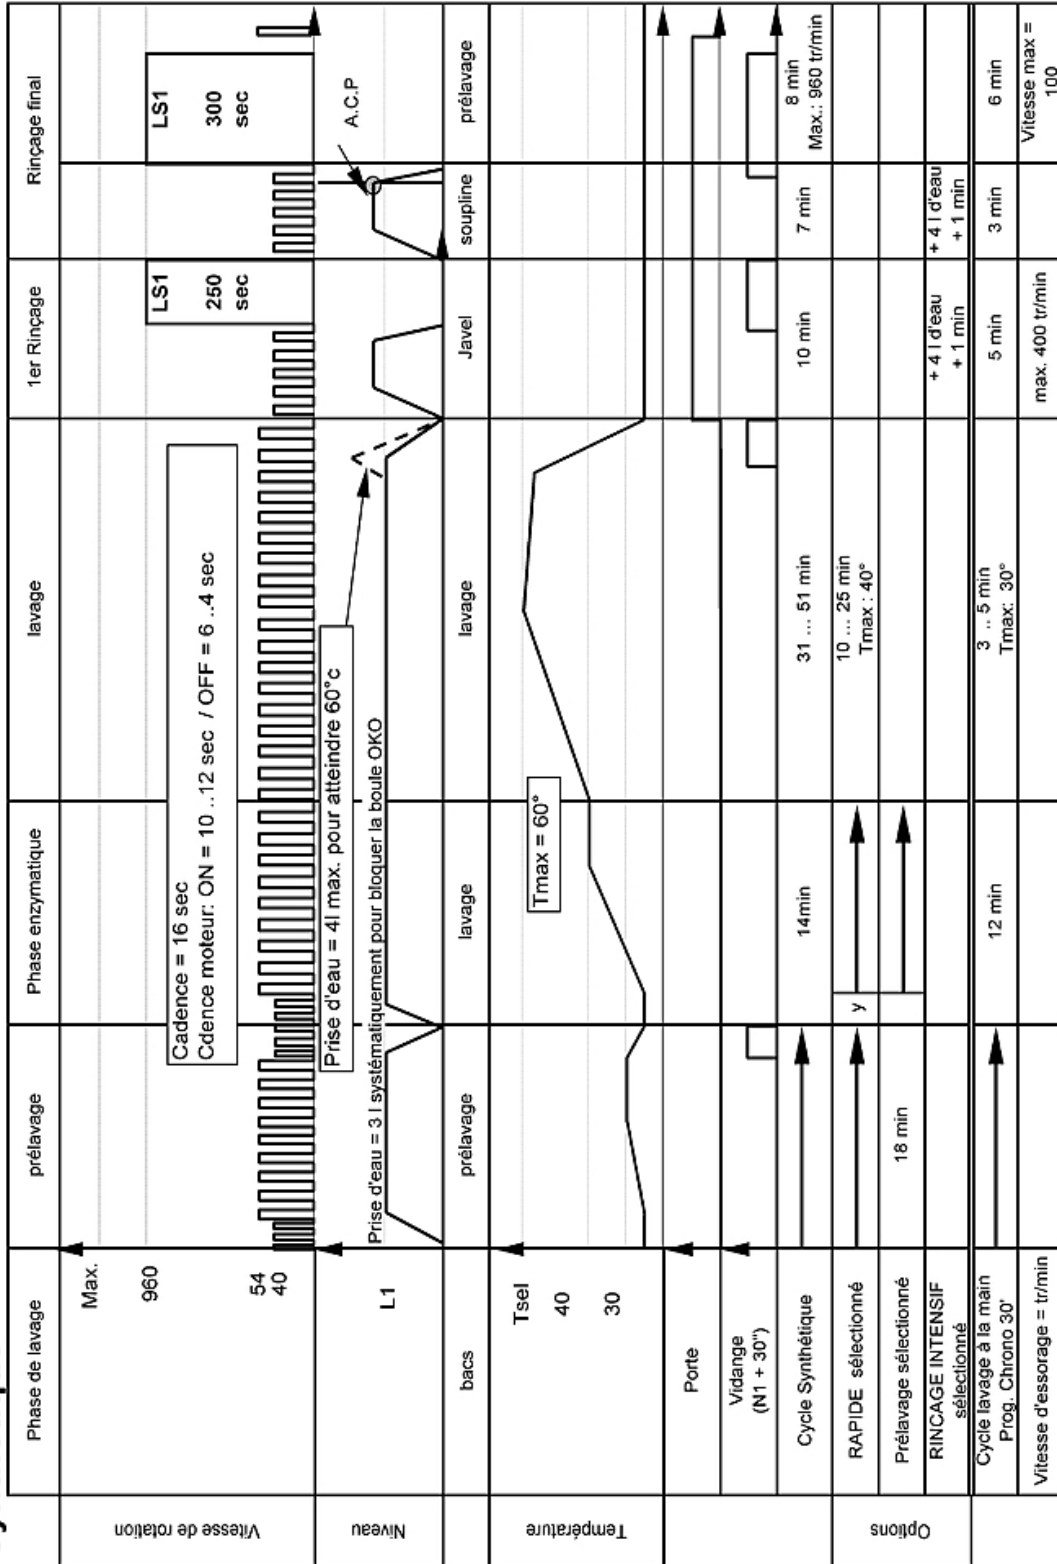 Phase de lavage
prélavage
Phase enzymatique
lavage
1er Rinçage
Rinçage final
Vitesse de rotation
Max.
960
54
40
Cadence = 16 sec
Cdence moteur: ON = 10 ..12 sec / OFF = 6 ..4 sec
LS1
250
sec
LS1
300
sec
Niveau
L1
Prise d'eau = 4l max. pour atteindre 60°c
Prise d'eau = 3 l systématiquement pour bloquer la boule OKO
A.C.P
bacs
prélavage
lavage
lavage
Javel
soupline
prélavage
Température
Tsel
40
30
Tmax = 60°
Porte
Vidange
(N1 + 30")
Options
Cycle Synthétique
14min
31 ... 51 min
10 min
7 min
8 min
Max.: 960 tr/min
RAPIDE sélectionné
y
10 ... 25 min
Tmax : 40°
Prélavage sélectionné
18 min
RINCAGE INTENSIF
sélectionné
+ 4 l d'eau
+ 1 min
+ 4 l d'eau
+ 1 min
Cycle lavage à la main
Prog. Chrono 30'
12 min
3 .. 5 min
Tmax: 30°
5 min
3 min
6 min
Vitesse d'essorage = tr/min
max. 400 tr/min
Vitesse max =
100